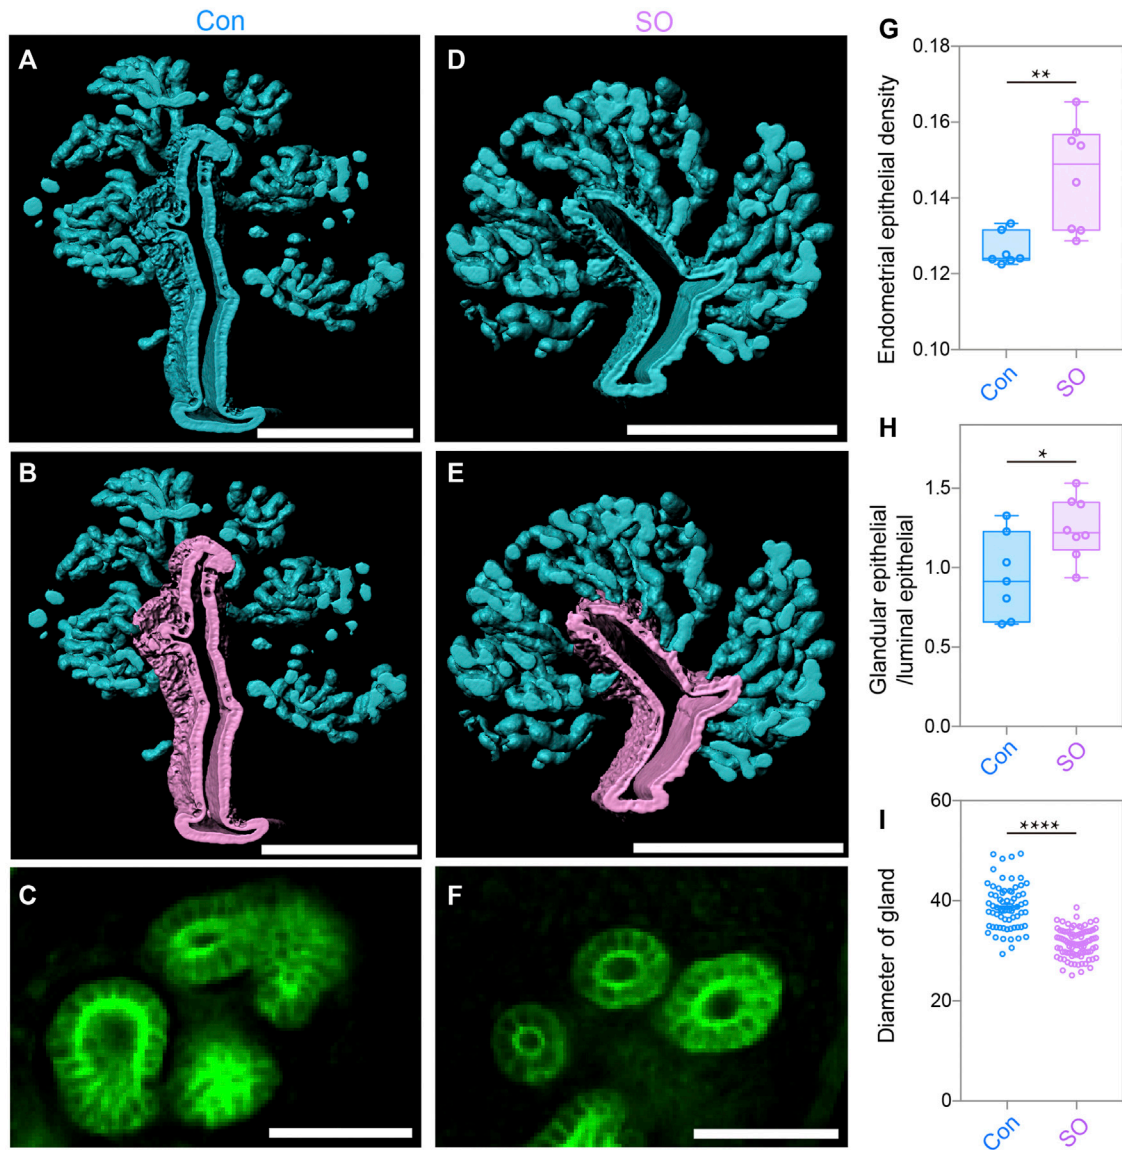 Con
SO
A
D
G
0.18
0.16
0.14
0.12
0.10
Endometrial epithelial density
**
Con
SO
B
E
H
1.5
1.0
0.5
0.0
Glandular epithelial
/luminal epithelial
*
Con
SO
C
F
I
60
40
20
0
Diameter of gland
****
Con
SO